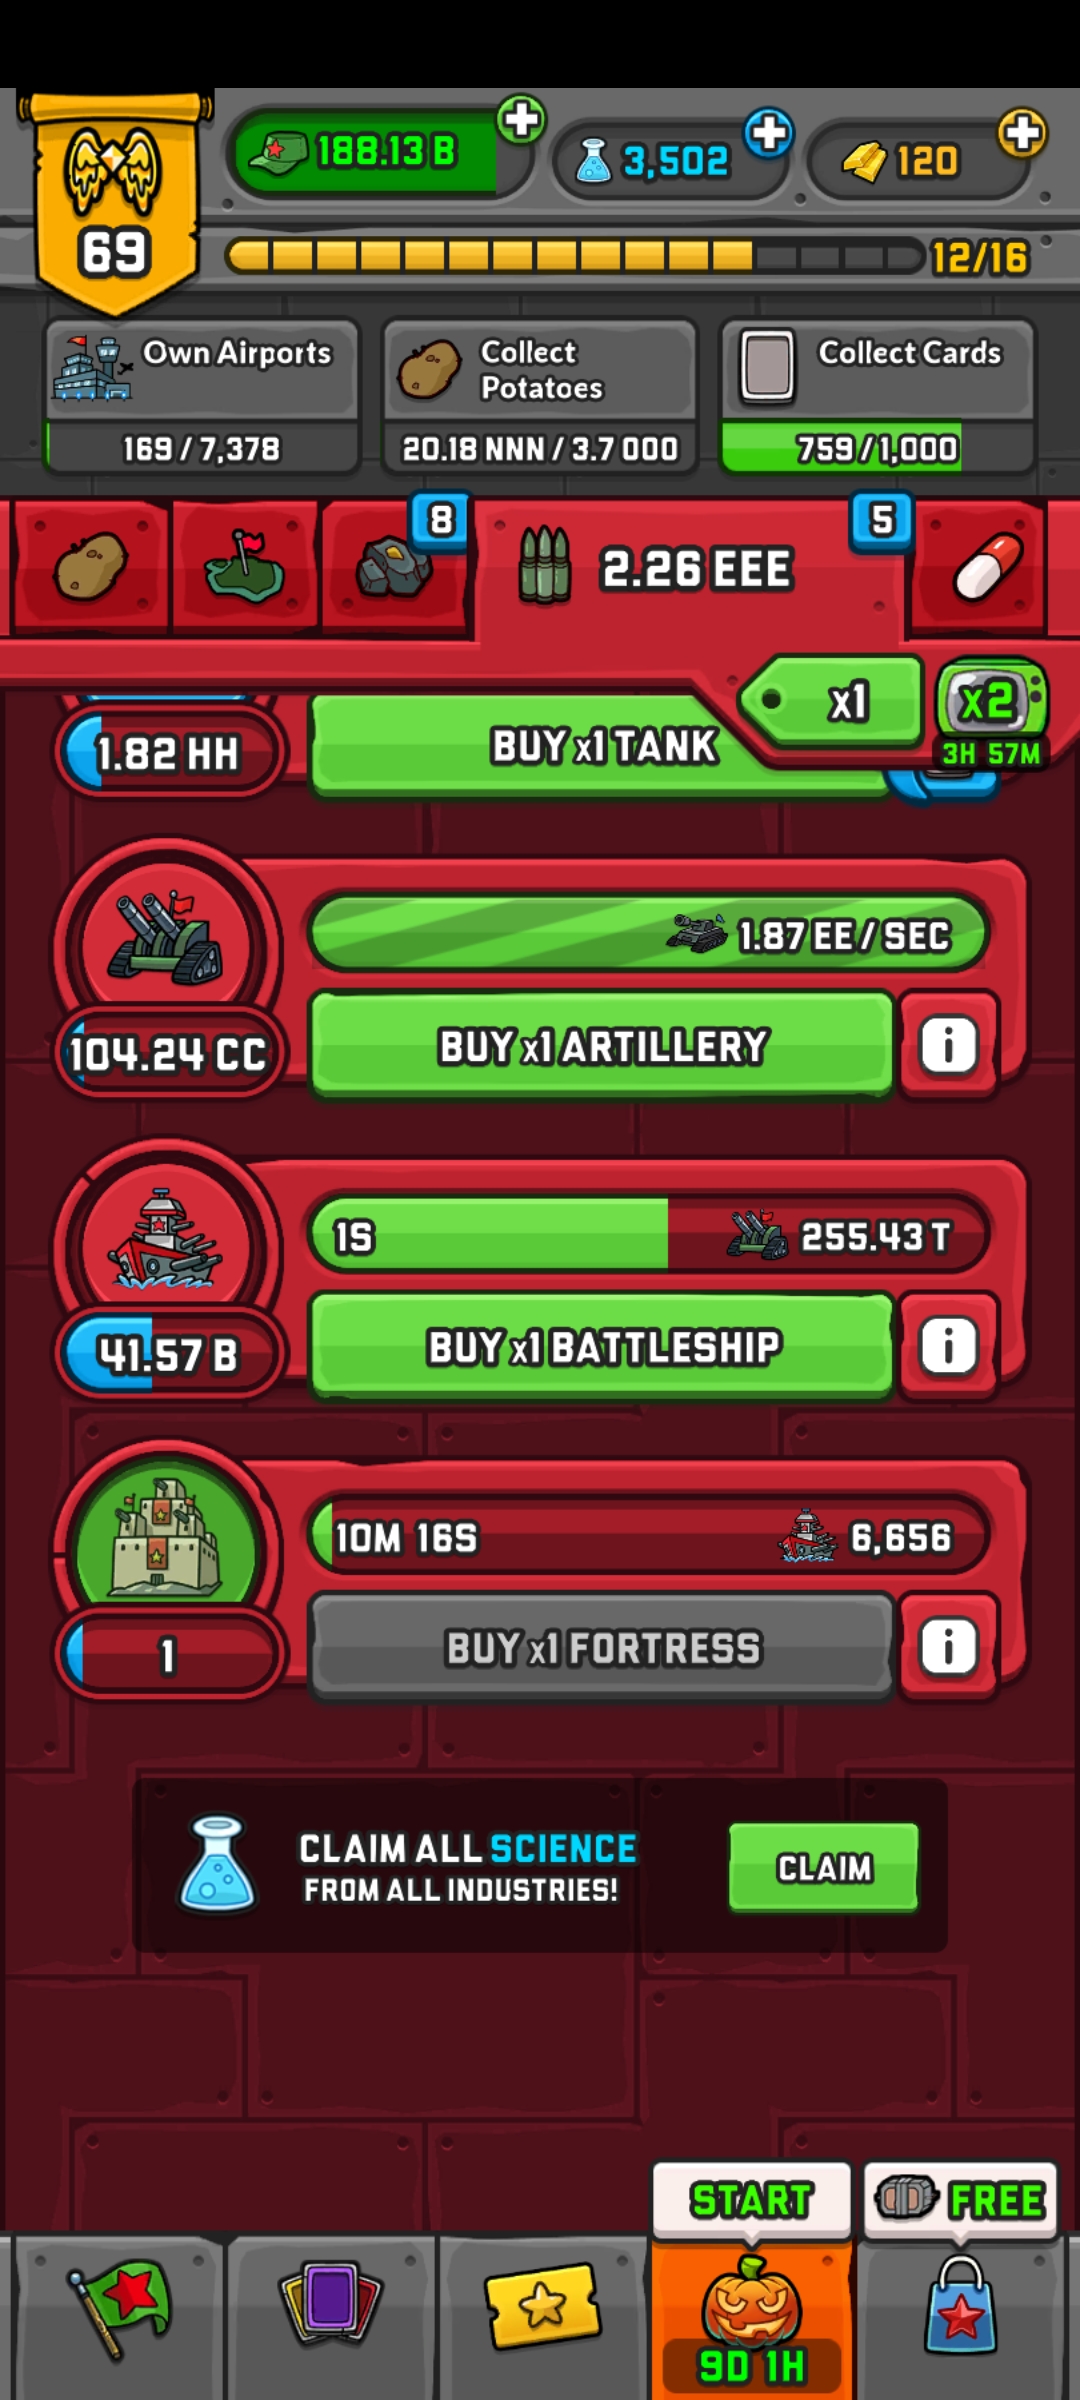 188.13 B
3,502
120
69
12/16
Own Airports
169 / 7,378
Collect
Potatoes
20.18 NNN / 3.7 OOO
Collect Cards
759 / 1,000
8
2.26 EEE
5
x1
x2
3H 57M
1.82 HH
BUY x1 TANK
1.87 EE / SEC
104.24 CC
BUY x1 ARTILLERY
i
1S
255.43 T
41.57 B
BUY x1 BATTLESHIP
i
10M 16S
6,656
1
BUY x1 FORTRESS
i
CLAIM ALL SCIENCE
FROM ALL INDUSTRIES!
CLAIM
START
FREE
9D 1H